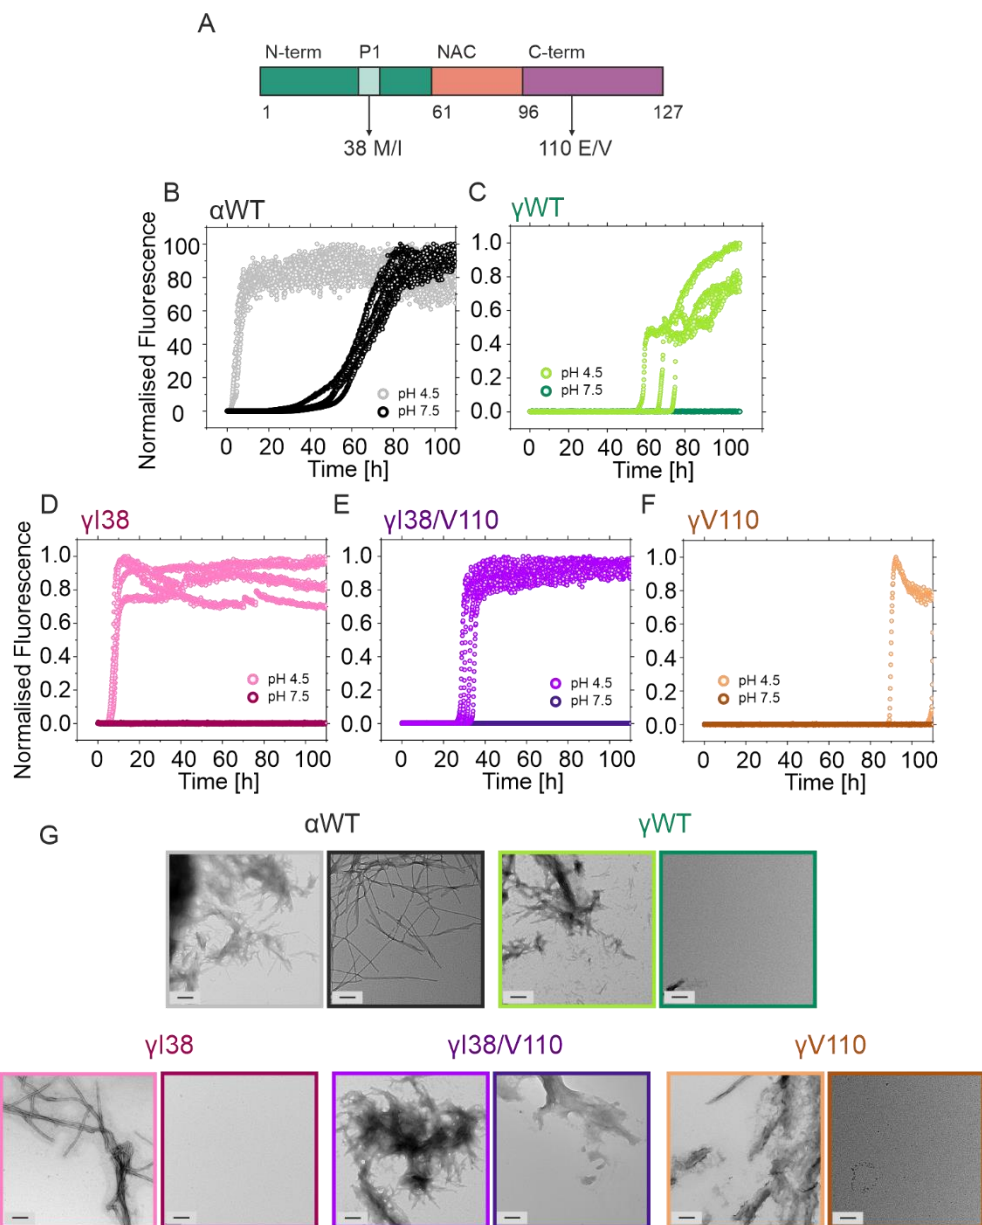 A
N-term P1 NAC C-term
1 61 96 127
38 M/I 110 E/V
B αWT
Normalised Fluorescence
100
80
60
40
20
0
pH 4.5
pH 7.5
0 20 40 60 80 100
Time [h]
C γWT
1.0
0.8
0.6
0.4
0.2
0.0
pH 4.5
pH 7.5
0 20 40 60 80 100
Time [h]
D γI38
Normalised Fluorescence
1.0
0.8
0.6
0.4
0.2
0.0
pH 4.5
pH 7.5
0 20 40 60 80 100
Time [h]
E γI38/V110
1.0
0.8
0.6
0.4
0.2
0.0
pH 4.5
pH 7.5
0 20 40 60 80 100
Time [h]
F γV110
1.0
0.8
0.6
0.4
0.2
0.0
pH 4.5
pH 7.5
0 20 40 60 80 100
Time [h]
G
αWT γWT
γI38 γI38/V110 γV110